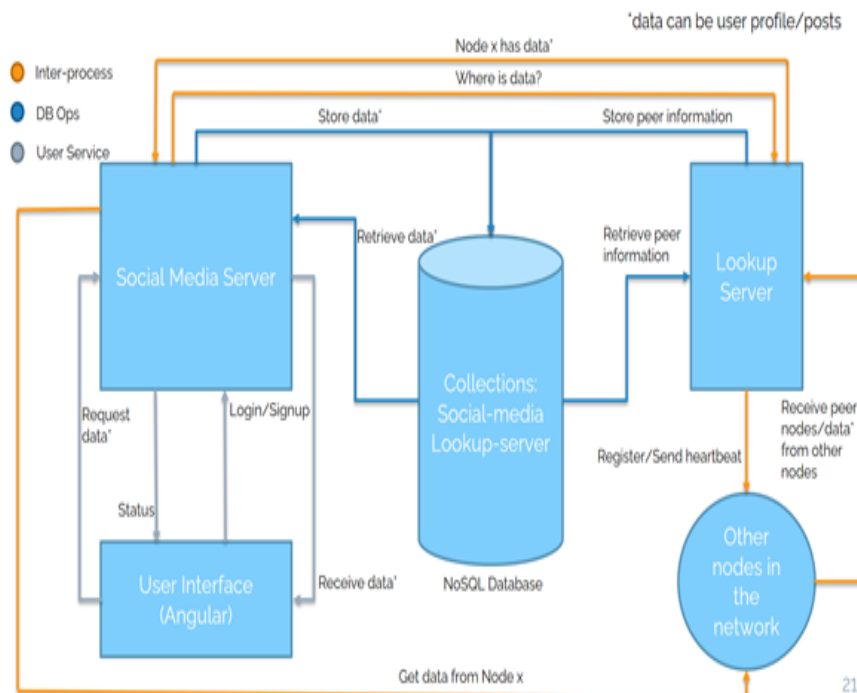 *data can be user profile/posts
Node x has data*
Inter-process
Where is data?
DB Ops
Store data*
Store peer information
User Service
Retrieve data*
Retrieve peer
information
Social Media Server
Lookup
Server
Collections:
Social-media
Lookup-server
Request
data*
Login/Signup
Receive peer
nodes/data*
from other
nodes
Register/Send heartbeat
Status
Other
nodes in
the
network
User Interface
(Angular)
Receive data*
NoSQL Database
Get data from Node x
21